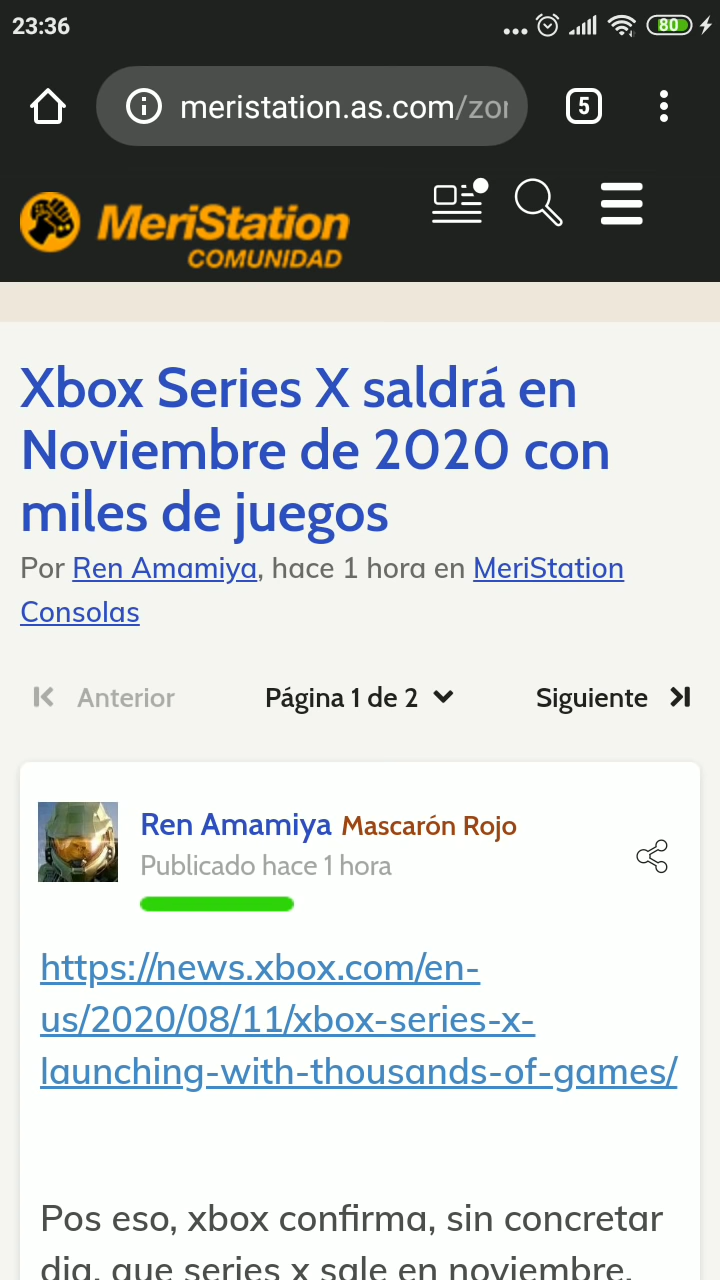 23:36
80
meristation.as.com/zor
5
MeriStation
COMUNIDAD
Xbox Series X saldrá en
Noviembre de 2020 con
miles de juegos
Por Ren Amamiya, hace 1 hora en MeriStation
Consolas
Anterior
Página 1 de 2
Siguiente
Ren Amamiya Mascarón Rojo
Publicado hace 1 hora
https://news.xbox.com/en-
us/2020/08/11/xbox-series-x-
launching-with-thousands-of-games/
Pos eso, xbox confirma, sin concretar
dia, que series x sale en noviembre.